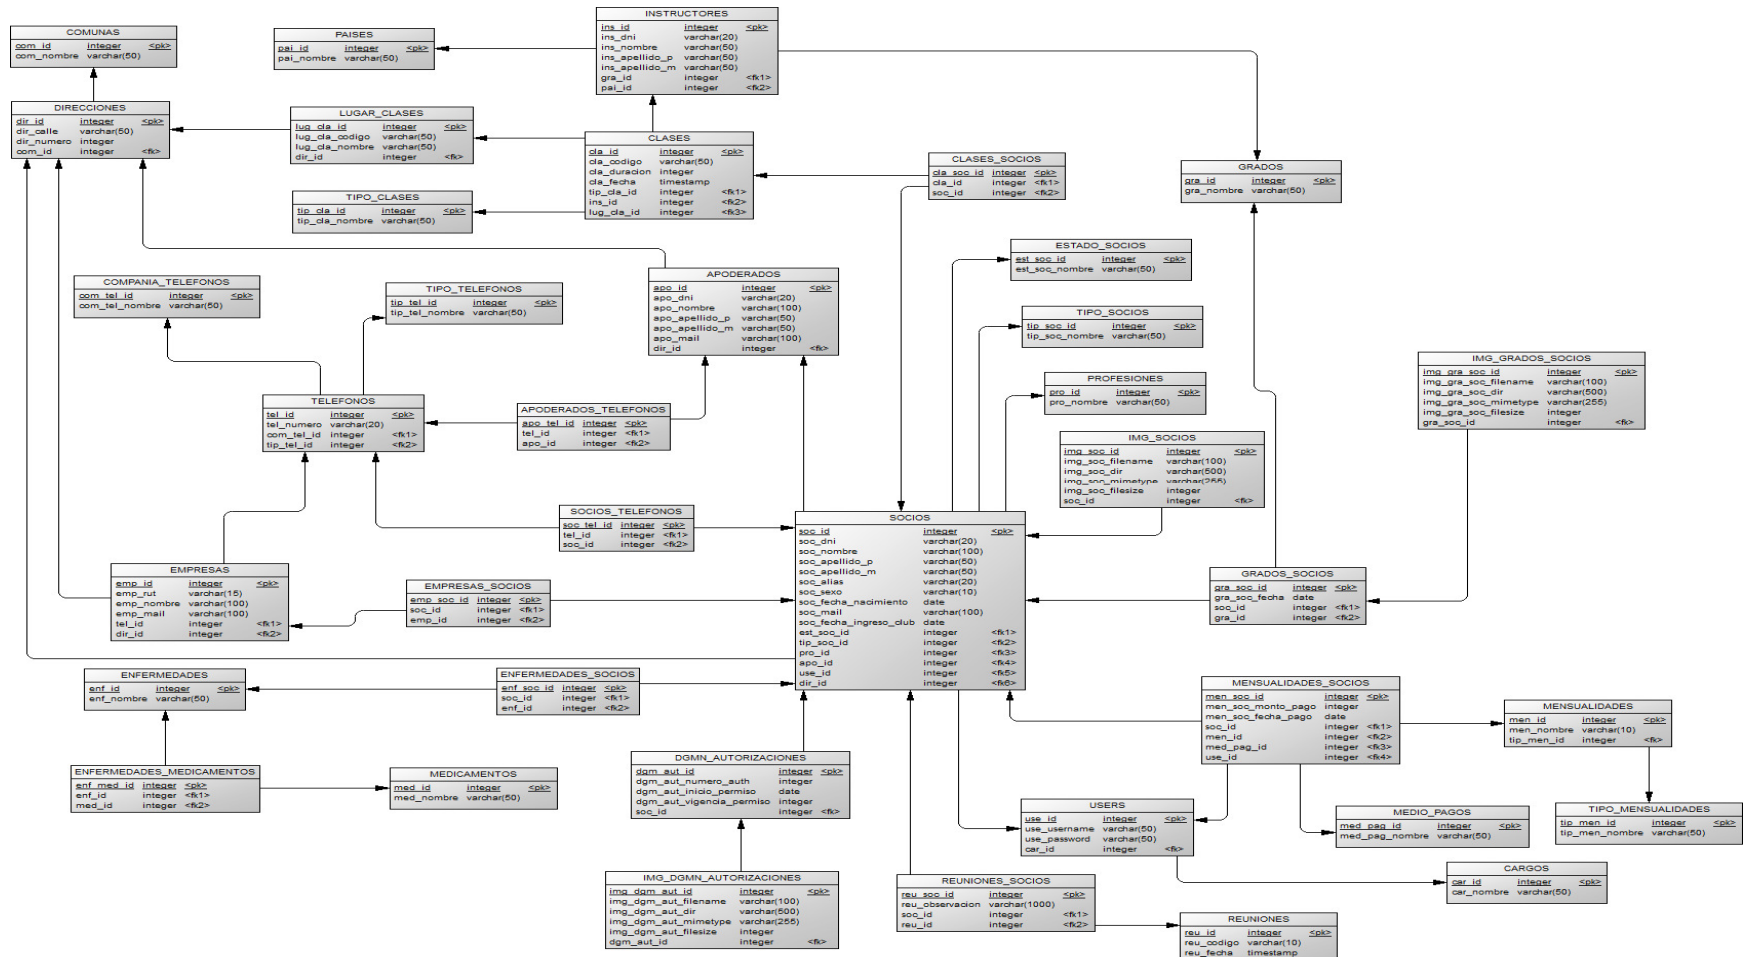 INSTRUCTORES
ins_id integer <pk>
ins_dni varchar(20)
ins_nombre varchar(50)
ins_apellido_p varchar(50)
ins_apellido_m varchar(50)
gra_id integer <fk1>
pai_id integer <fk2>
COMUNAS
com_id integer <pk>
com_nombre varchar(50)
PAISES
pai_id integer <pk>
pai_nombre varchar(50)
DIRECCIONES
dir_id integer <pk>
dir_calle varchar(50)
dir_numero integer
com_id integer <fk>
LUGAR_CLASES
lug_cla_id integer <pk>
lug_cla_codigo varchar(50)
lug_cla_nombre varchar(50)
dir_id integer <fk>
CLASES
cla_id integer <pk>
cla_codigo varchar(50)
cla_duracion integer
cla_fecha timestamp
tip_cla_id integer <fk1>
ins_id integer <fk2>
lug_cla_id integer <fk3>
CLASES_SOCIOS
cla_soc_id integer <pk>
cla_id integer <fk1>
soc_id integer <fk2>
GRADOS
gra_id integer <pk>
gra_nombre varchar(50)
TIPO_CLASES
tip_cla_id integer <pk>
tip_cla_nombre varchar(50)
ESTADO_SOCIOS
est_soc_id integer <pk>
est_soc_nombre varchar(50)
COMPANIA_TELEFONOS
com_tel_id integer <pk>
com_tel_nombre varchar(50)
TIPO_TELEFONOS
tip_tel_id integer <pk>
tip_tel_nombre varchar(50)
APODERADOS
apo_id integer <pk>
apo_dni varchar(20)
apo_nombre varchar(100)
apo_apellido_p varchar(50)
apo_apellido_m varchar(50)
apo_mail varchar(100)
dir_id integer <fk>
TIPO_SOCIOS
tip_soc_id integer <pk>
tip_soc_nombre varchar(50)
PROFESIONES
pro_id integer <pk>
pro_nombre varchar(50)
IMG_GRADOS_SOCIOS
img_gra_soc_id integer <pk>
img_gra_soc_filename varchar(100)
img_gra_soc_dir varchar(500)
img_gra_soc_mimetype varchar(255)
img_gra_soc_filesize integer
gra_soc_id integer <fk>
TELEFONOS
tel_id integer <pk>
tel_numero varchar(20)
com_tel_id integer <fk1>
tip_tel_id integer <fk2>
APODERADOS_TELEFONOS
apo_tel_id integer <pk>
tel_id integer <fk1>
apo_id integer <fk2>
IMG_SOCIOS
img_soc_id integer <pk>
img_soc_filename varchar(100)
img_soc_dir varchar(500)
img_soc_mimetype varchar(255)
img_soc_filesize integer
soc_id integer <fk>
SOCIOS_TELEFONOS
soc_tel_id integer <pk>
tel_id integer <fk1>
soc_id integer <fk2>
SOCIOS
soc_id integer <pk>
soc_dni varchar(20)
soc_nombre varchar(100)
soc_apellido_p varchar(50)
soc_apellido_m varchar(50)
soc_alias varchar(20)
soc_sexo varchar(10)
soc_fecha_nacimiento date
soc_mail varchar(100)
soc_fecha_ingreso_club date
est_soc_id integer <fk1>
tip_soc_id integer <fk2>
pro_id integer <fk3>
apo_id integer <fk4>
use_id integer <fk5>
dir_id integer <fk6>
EMPRESAS
emp_id integer <pk>
emp_rut varchar(15)
emp_nombre varchar(100)
emp_mail varchar(100)
tel_id integer <fk1>
dir_id integer <fk2>
EMPRESAS_SOCIOS
emp_soc_id integer <pk>
soc_id integer <fk1>
emp_id integer <fk2>
GRADOS_SOCIOS
gra_soc_id integer <pk>
gra_soc_fecha date
soc_id integer <fk1>
gra_id integer <fk2>
ENFERMEDADES
enf_id integer <pk>
enf_nombre varchar(50)
ENFERMEDADES_SOCIOS
enf_soc_id integer <pk>
soc_id integer <fk1>
enf_id integer <fk2>
MENSUALIDADES_SOCIOS
men_soc_id integer <pk>
men_soc_monto_pago integer
men_soc_fecha_pago date
soc_id integer <fk1>
men_id integer <fk2>
med_pag_id integer <fk3>
use_id integer <fk4>
MENSUALIDADES
men_id integer <pk>
men_nombre varchar(10)
tip_men_id integer <fk>
ENFERMEDADES_MEDICAMENTOS
enf_med_id integer <pk>
enf_id integer <fk1>
med_id integer <fk2>
MEDICAMENTOS
med_id integer <pk>
med_nombre varchar(50)
DGMN_AUTORIZACIONES
dgm_aut_id integer <pk>
dgm_aut_numero_auth integer
dgm_aut_inicio_permiso date
dgm_aut_vigencia_permiso integer
soc_id integer <fk>
USERS
use_id integer <pk>
use_username varchar(50)
use_password varchar(50)
car_id integer <fk>
MEDIO_PAGOS
med_pag_id integer <pk>
med_pag_nombre varchar(50)
TIPO_MENSUALIDADES
tip_men_id integer <pk>
tip_men_nombre varchar(50)
IMG_DGMN_AUTORIZACIONES
img_dgm_aut_id integer <pk>
img_dgm_aut_filename varchar(100)
img_dgm_aut_dir varchar(500)
img_dgm_aut_mimetype varchar(255)
img_dgm_aut_filesize integer
dgm_aut_id integer <fk>
REUNIONES_SOCIOS
reu_soc_id integer <pk>
reu_observacion varchar(1000)
soc_id integer <fk1>
reu_id integer <fk2>
CARGOS
car_id integer <pk>
car_nombre varchar(50)
REUNIONES
reu_id integer <pk>
reu_codigo varchar(10)
reu_fecha timestamp